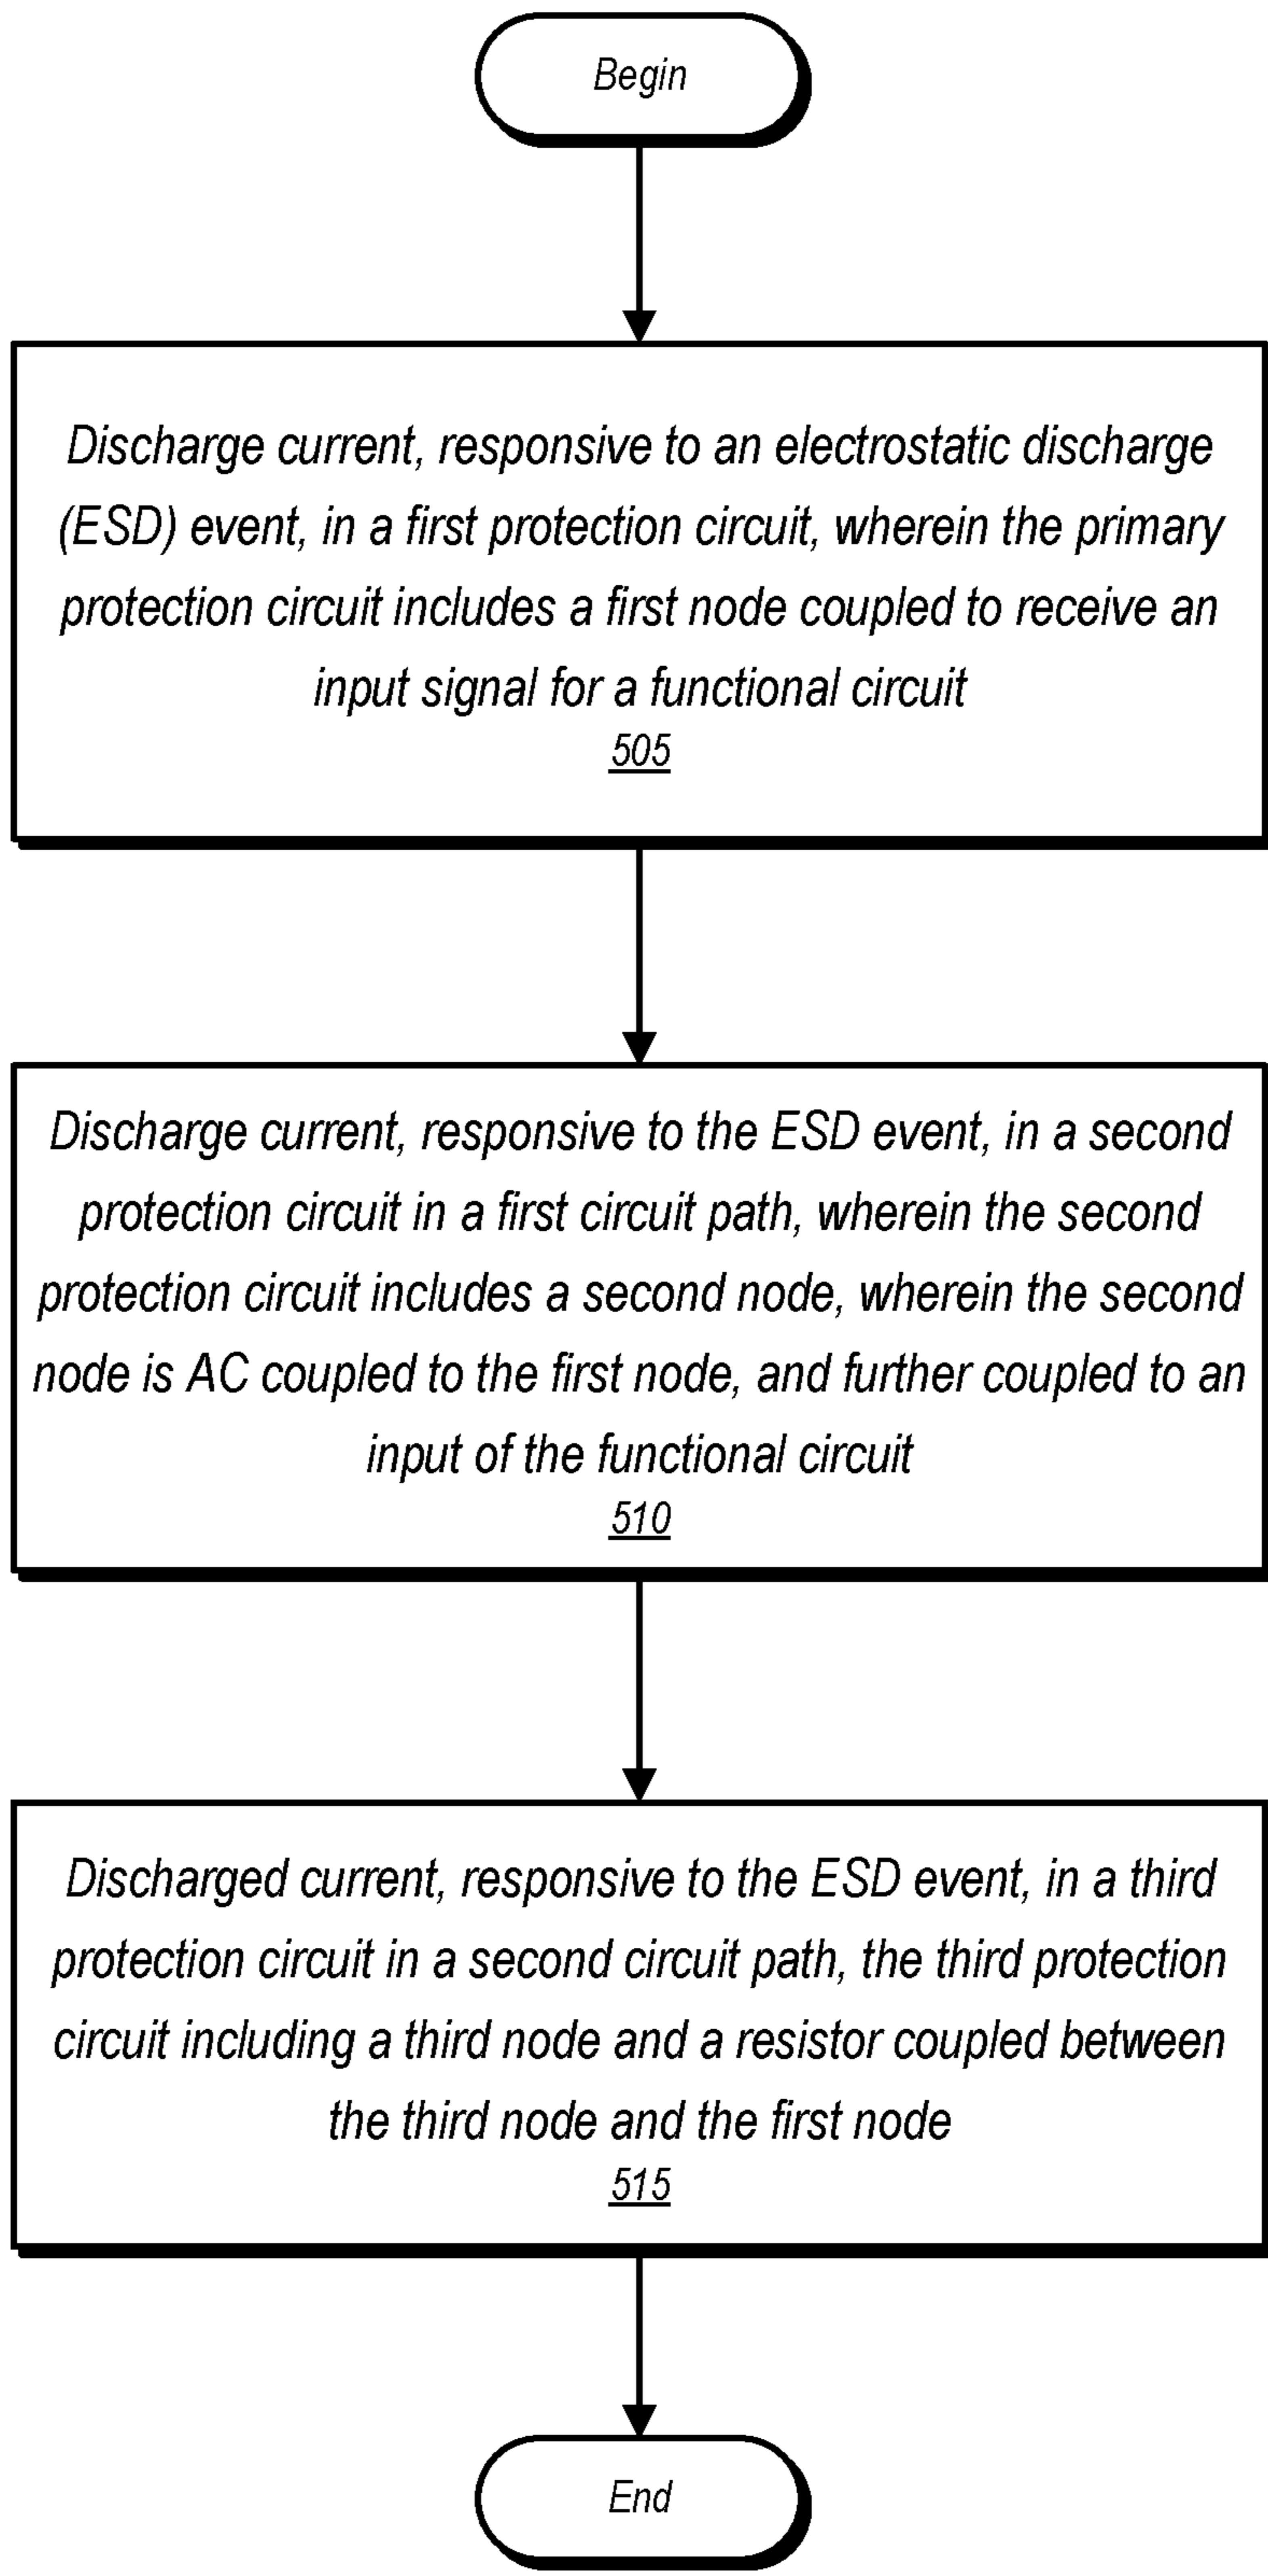 Begin
Discharge current, responsive to an electrostatic discharge
(ESD) event, in a first protection circuit, wherein the primary
protection circuit includes a first node coupled to receive an
input signal for a functional circuit
505
Discharge current, responsive to the ESD event, in a second
protection circuit in a first circuit path, wherein the second
protection circuit includes a second node, wherein the second
node is AC coupled to the first node, and further coupled to an
input of the functional circuit
510
Discharged current, responsive to the ESD event, in a third
protection circuit in a second circuit path, the third protection
circuit including a third node and a resistor coupled between
the third node and the first node
515
End